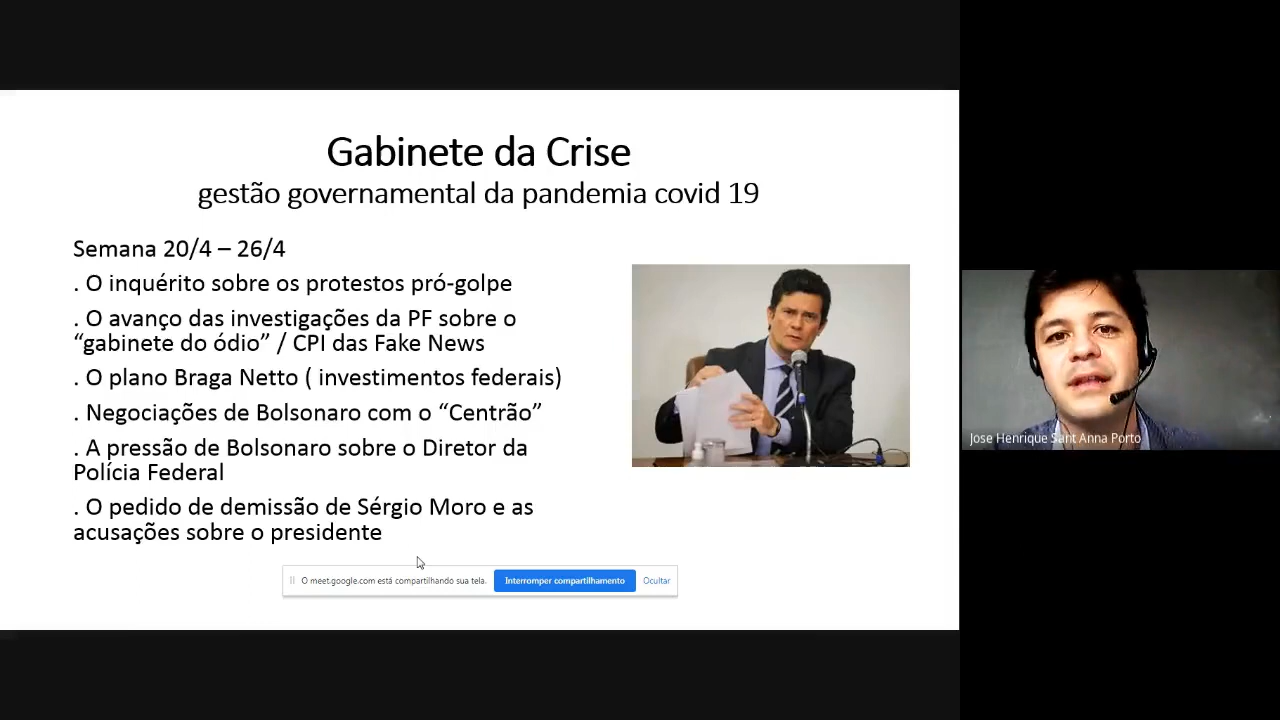 Gabinete da Crise
gestão governamental da pandemia covid 19
Semana 20/4 – 26/4
. O inquérito sobre os protestos pró-golpe
. O avanço das investigações da PF sobre o
“gabinete do ódio” / CPI das Fake News
. O plano Braga Netto ( investimentos federais)
. Negociações de Bolsonaro com o “Centrão”
. A pressão de Bolsonaro sobre o Diretor da
Polícia Federal
. O pedido de demissão de Sérgio Moro e as
acusações sobre o presidente
O meet.google.com está compartilhando sua tela. Interromper compartilhamento Ocultar
Jose Henrique Sant Anna Porto